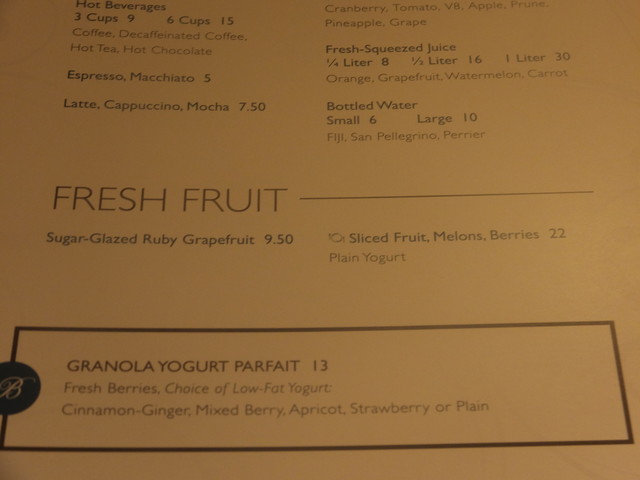 Hot Beverages
3 Cups 9 6 Cups 15
Coffee, Decaffeinated Coffee,
Hot Tea, Hot Chocolate
Espresso, Macchiato 5
Latte, Cappuccino, Mocha 7.50
Cranberry, Tomato, V8, Apple, Prune,
Pineapple, Grape
Fresh-Squeezed Juice
¼ Liter 8 ½ Liter 16 1 Liter 30
Orange, Grapefruit, Watermelon, Carrot
Bottled Water
Small 6 Large 10
FIJI, San Pellegrino, Perrier
FRESH FRUIT
Sugar-Glazed Ruby Grapefruit 9.50
Sliced Fruit, Melons, Berries 22
Plain Yogurt
GRANOLA YOGURT PARFAIT 13
Fresh Berries, Choice of Low-Fat Yogurt:
Cinnamon-Ginger, Mixed Berry, Apricot, Strawberry or Plain
B